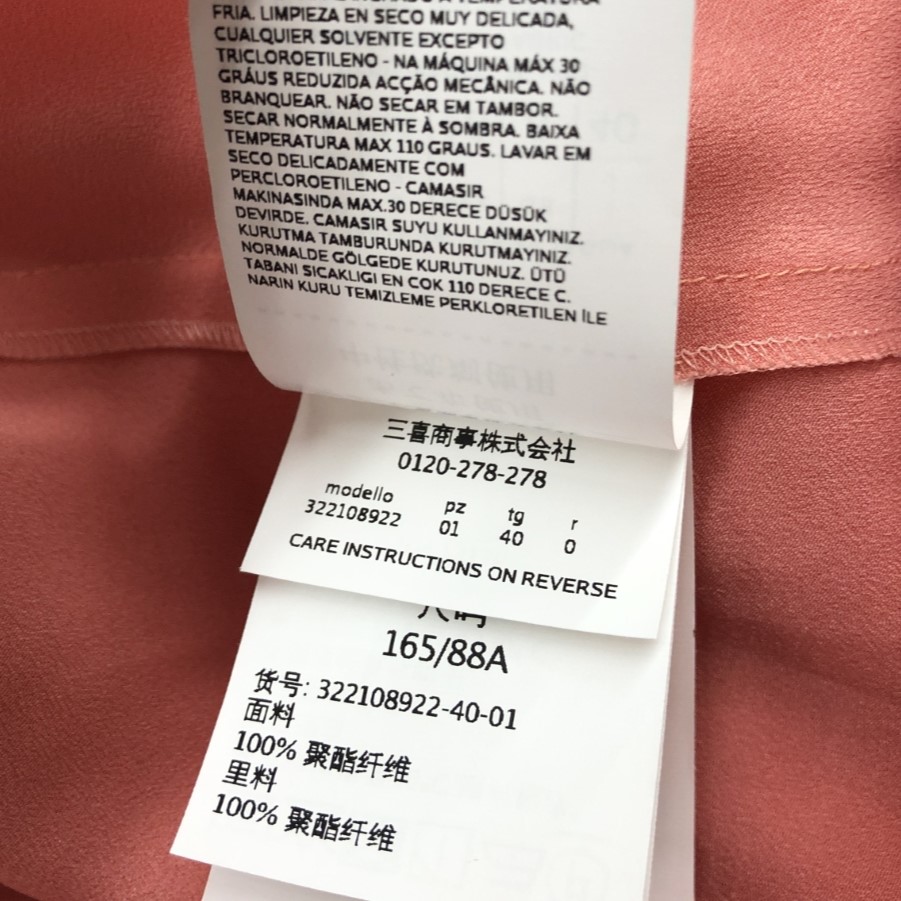 FRIA. LIMPIEZA EN SECO MUY DELICADA,
CUALQUIER SOLVENTE EXCEPTO
TRICLOROETILENO - NA MÁQUINA MÁX 30
GRÁUS REDUZIDA ACÇÃO MECÂNICA. NÃO
BRANQUEAR. NÃO SECAR EM TAMBOR.
SECAR NORMALMENTE À SOMBRA. BAIXA
TEMPERATURA MAX 110 GRAUS. LAVAR EM
SECO DELICADAMENTE COM
PERCLOROETILENO - CAMASIR
MAKINASINDA MAX.30 DERECE DÜSÜK
DEVIRDE. CAMASIR SUYU KULLANMAYINIZ.
KURUTMA TAMBURUNDA KURUTMAYINIZ.
NORMALDE GÖLGEDE KURUTUNUZ. ÜTÜ
TABANI SICAKLIGI EN COK 110 DERECE C.
NARIN KURU TEMIZLEME PERKLORETILEN İLE
三喜商事株式会社
0120-278-278
modello pz tg r
322108922 01 40 0
CARE INSTRUCTIONS ON REVERSE
165/88A
货号: 322108922-40-01
面料
100% 聚酯纤维
里料
100% 聚酯纤维